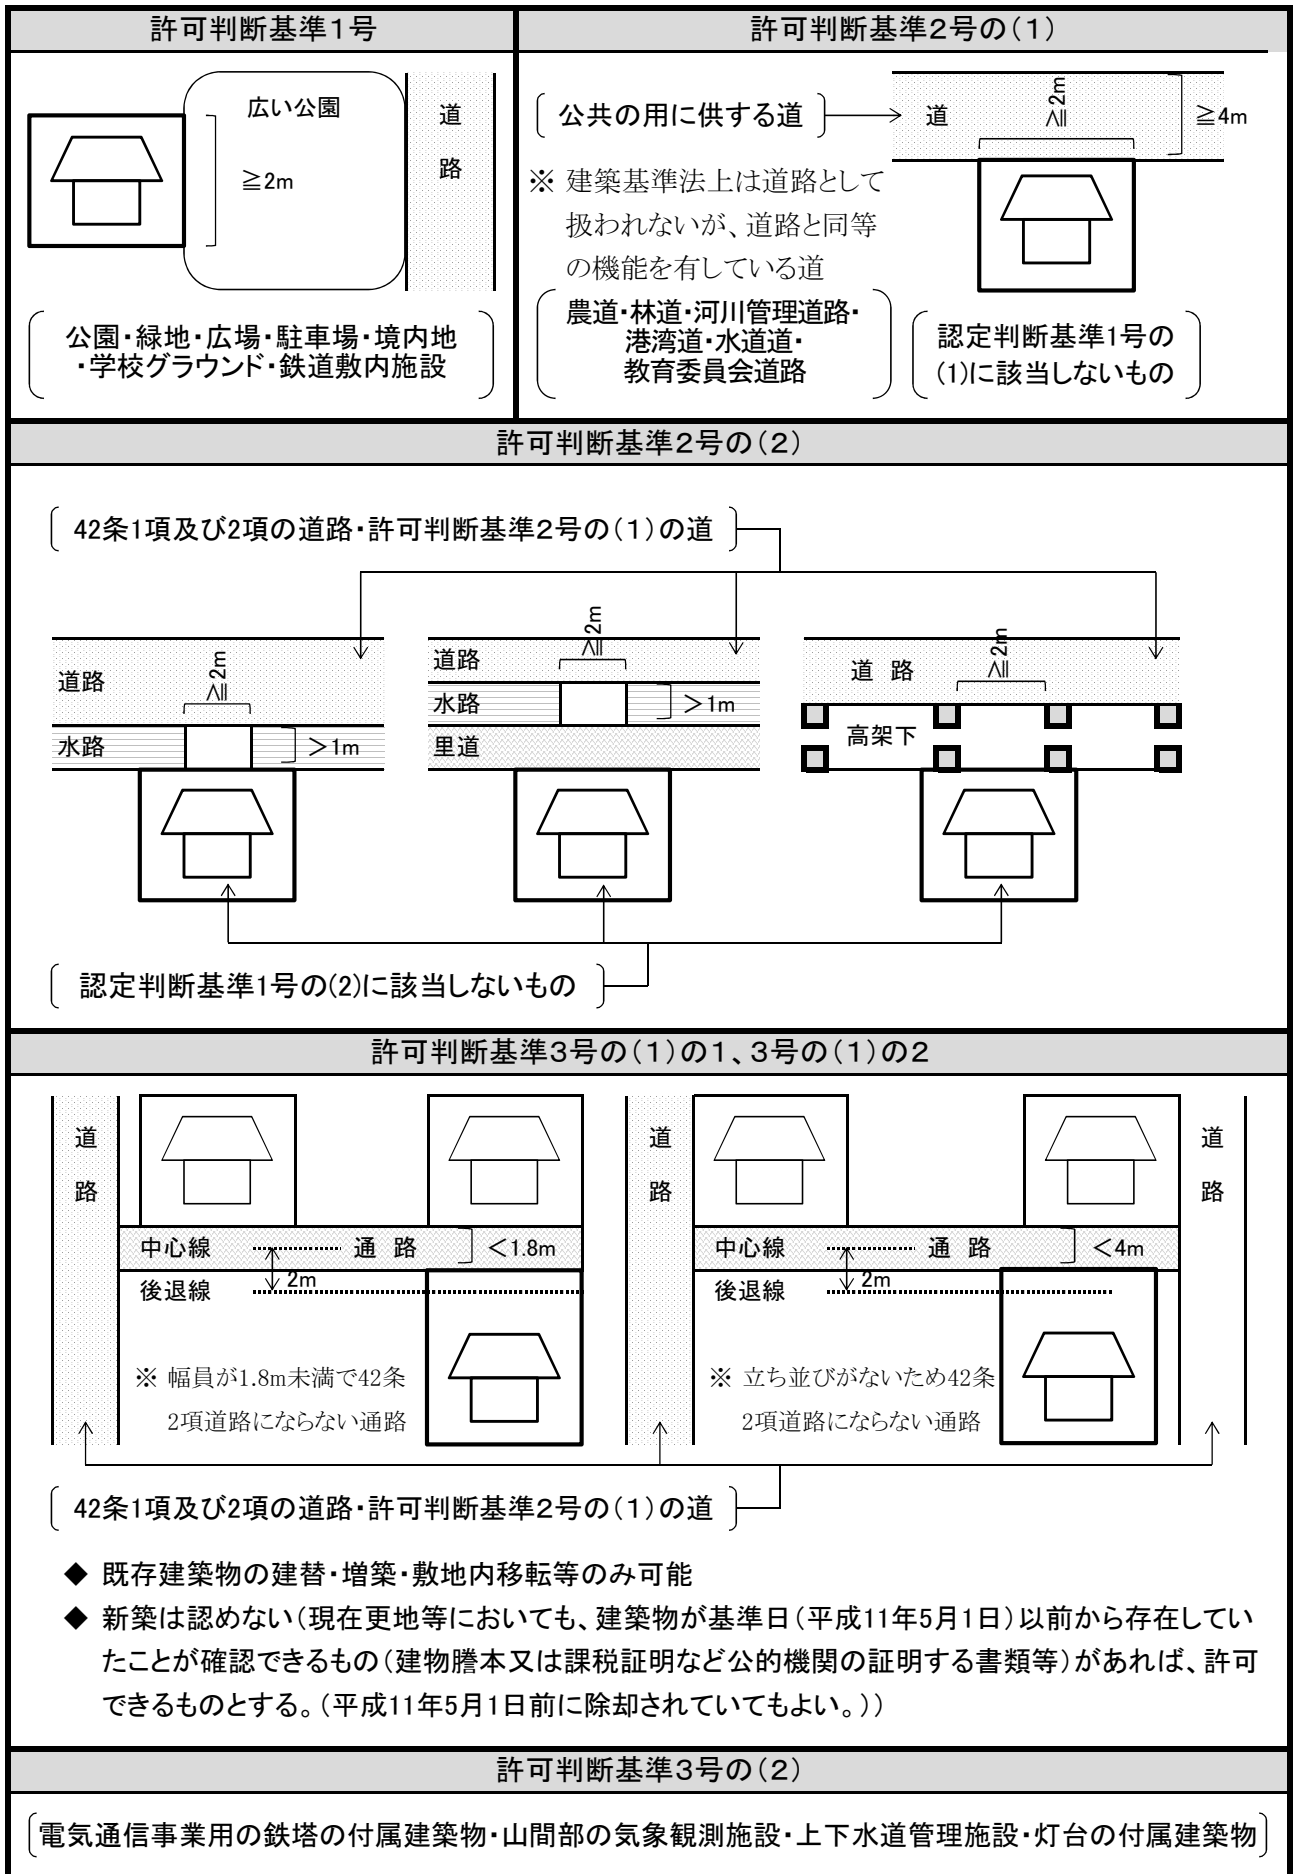 許可判断基準1号
広い公園
道
路
≧2m
公園・緑地・広場・駐車場・境内地
・学校グラウンド・鉄道敷内施設
許可判断基準2号の(1)
公共の用に供する道
道
≧2m
≧4m
※ 建築基準法上は道路として
扱われないが、道路と同等
の機能を有している道
農道・林道・河川管理道路・
港湾道・水道道・
教育委員会道路
認定判断基準1号の
(1)に該当しないもの
許可判断基準2号の(2)
42条1項及び2項の道路・許可判断基準2号の(1)の道
道路
≧2m
水路
＞1m
道路
≧2m
水路
＞1m
里道
道 路
≧2m
高架下
認定判断基準1号の(2)に該当しないもの
許可判断基準3号の(1)の1、3号の(1)の2
道
路
中心線
通 路
＜1.8m
2m
後退線
※ 幅員が1.8m未満で42条
2項道路にならない通路
道
路
中心線
通 路
＜4m
2m
後退線
※ 立ち並びがないため42条
2項道路にならない通路
道
路
42条1項及び2項の道路・許可判断基準2号の(1)の道
◆ 既存建築物の建替・増築・敷地内移転等のみ可能
◆ 新築は認めない(現在更地等においても、建築物が基準日(平成11年5月1日)以前から存在してい
たことが確認できるもの(建物謄本又は課税証明など公的機関の証明する書類等)があれば、許可
できるものとする。(平成11年5月1日前に除却されていてもよい。))
許可判断基準3号の(2)
電気通信事業用の鉄塔の付属建築物・山間部の気象観測施設・上下水道管理施設・灯台の付属建築物